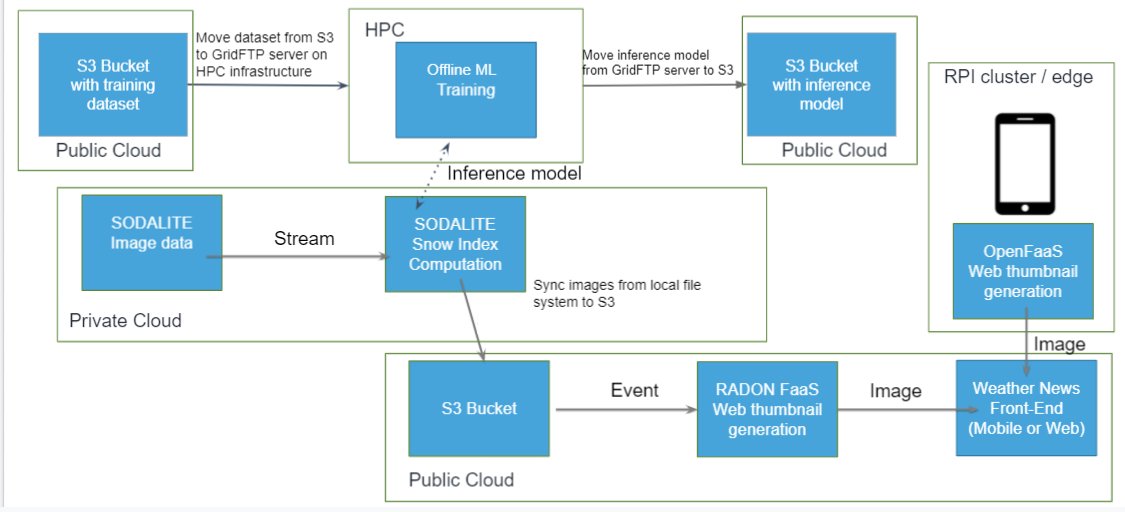 Move dataset from S3
to GridFTP server on
HPC infrastructure
S3 Bucket
with training
dataset
Public Cloud
HPC
Offline ML
Training
Move inference model
from GridFTP server to S3
S3 Bucket
with inference
model
Public Cloud
RPI cluster / edge
OpenFaaS
Web thumbnail
generation
Image
Inference model
SODALITE
Image data
Stream
SODALITE
Snow Index
Computation
Sync images from local file
system to S3
Private Cloud
S3 Bucket
Event
RADON FaaS
Web thumbnail
generation
Image
Weather News
Front-End
(Mobile or Web)
Public Cloud